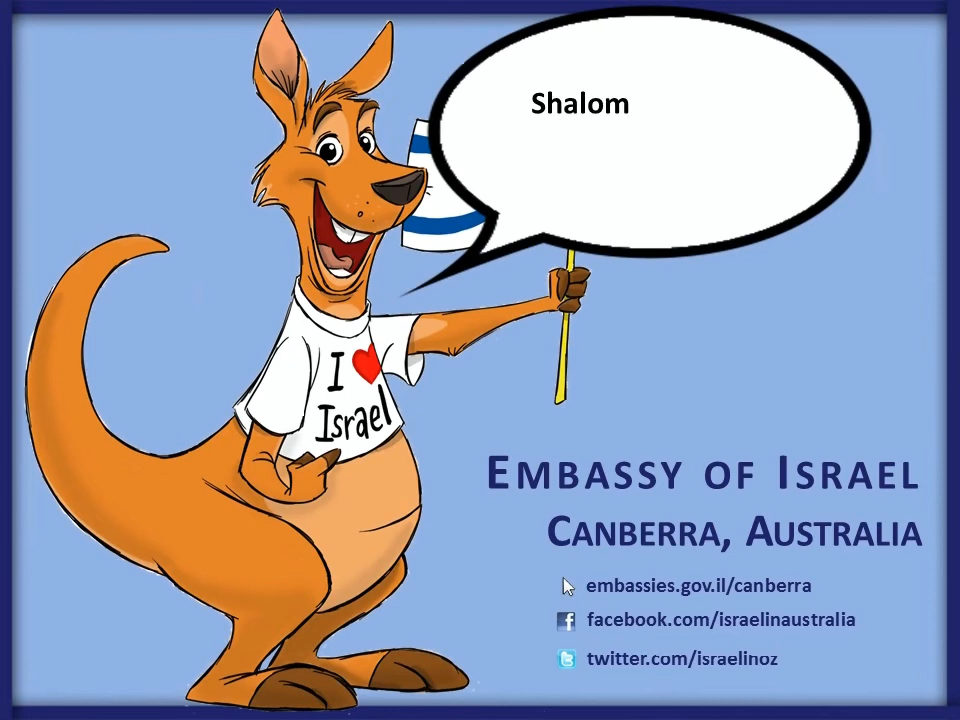 Shalom
I ❤
Israel
EMBASSY OF ISRAEL
CANBERRA, AUSTRALIA
embassies.gov.il/canberra
facebook.com/israelinaustralia
twitter.com/israelinoz